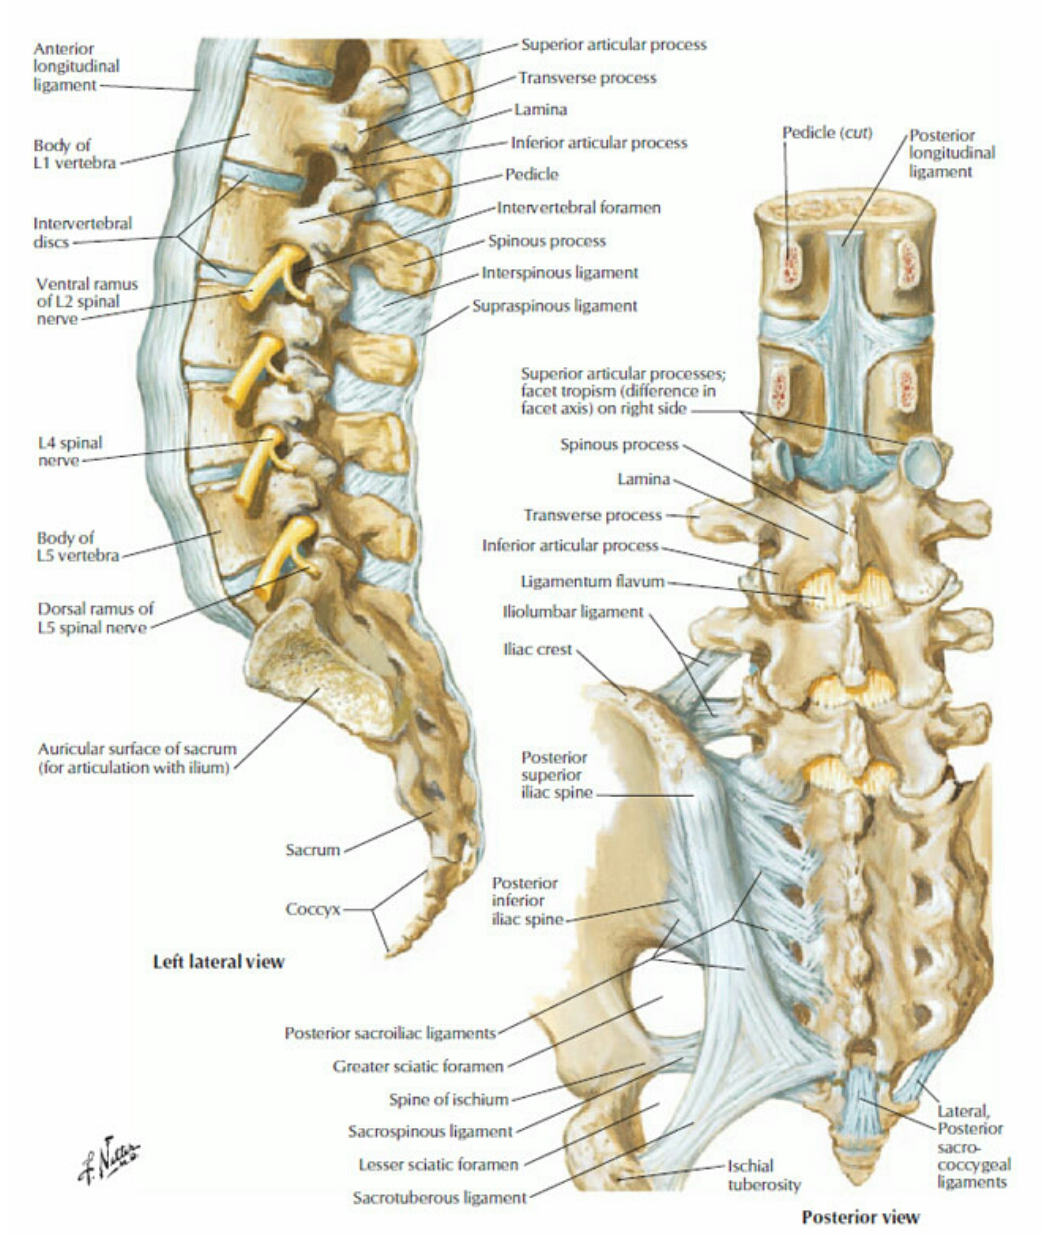 Anterior
longitudinal
ligament
Body of
L1 vertebra
Intervertebral
discs
Ventral ramus
of L2 spinal
nerve
L4 spinal
nerve
Body of
L5 vertebra
Dorsal ramus of
L5 spinal nerve
Auricular surface of sacrum
(for articulation with ilium)
Sacrum
Coccyx
Left lateral view
Superior articular process
Transverse process
Lamina
Inferior articular process
Pedicle
Intervertebral foramen
Spinous process
Interspinous ligament
Supraspinous ligament
Pedicle (cut)
Posterior
longitudinal
ligament
Superior articular processes;
facet tropism (difference in
facet axis) on right side
Spinous process
Lamina
Transverse process
Inferior articular process
Ligamentum flavum
Iliolumbar ligament
Iliac crest
Posterior
superior
iliac spine
Posterior
inferior
iliac spine
Posterior sacroiliac ligaments
Greater sciatic foramen
Spine of ischium
Sacrospinous ligament
Lesser sciatic foramen
Sacrotuberous ligament
Ischial
tuberosity
Lateral,
Posterior
sacro-
coccygeal
ligaments
Posterior view
F. Netter
M.D.